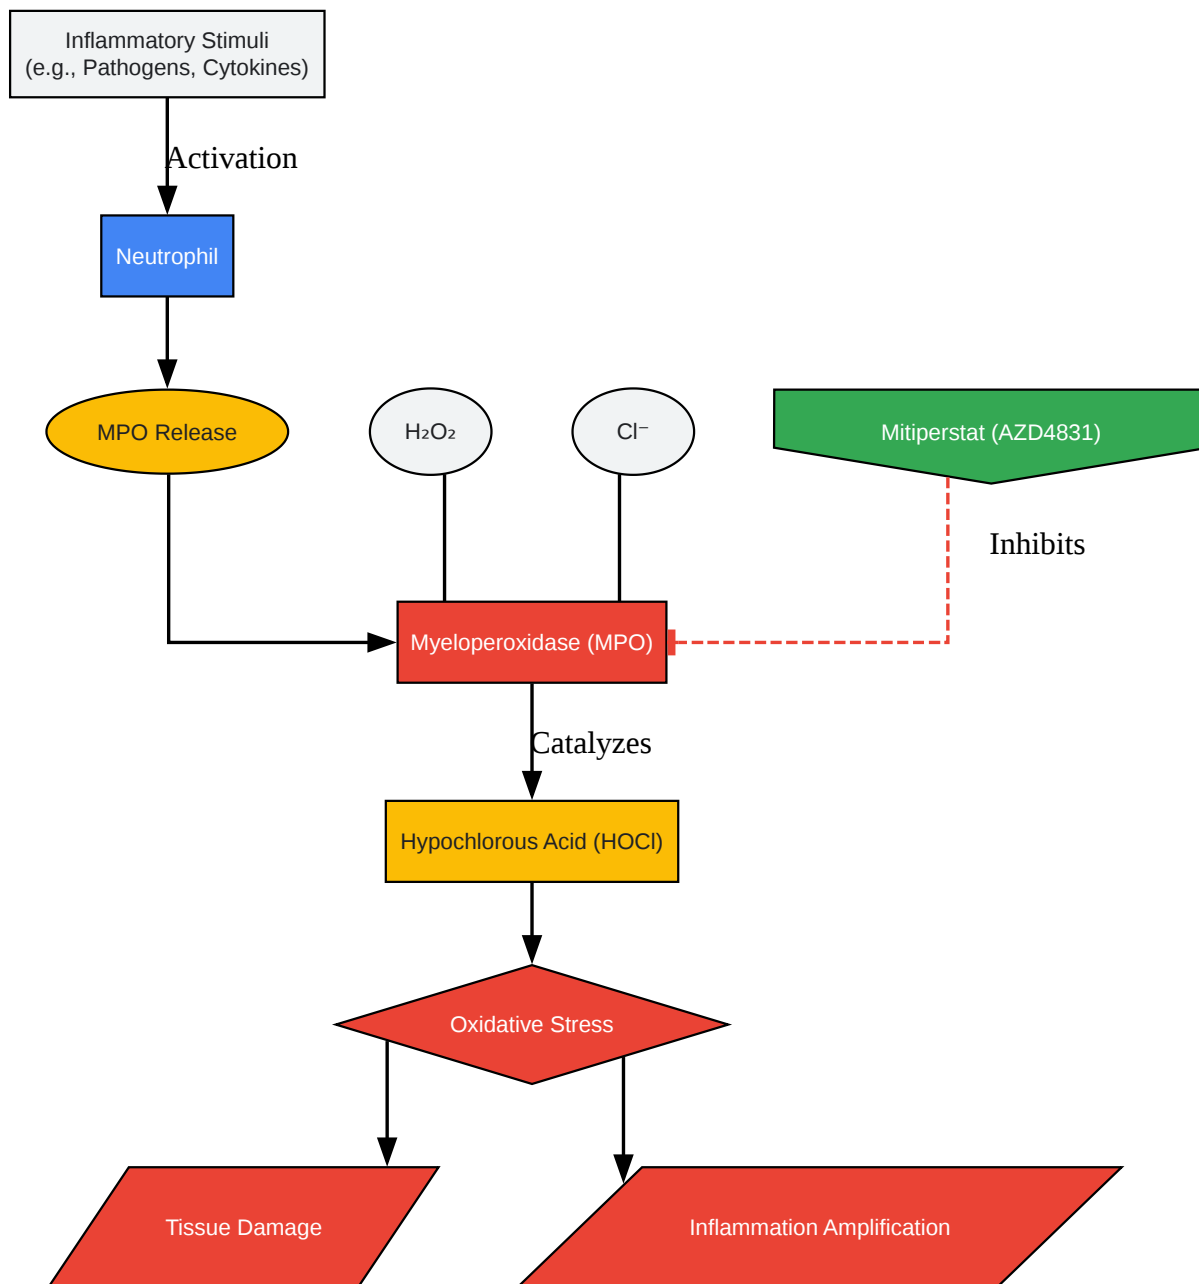 Inflammatory Stimuli
(e.g., Pathogens, Cytokines)
Activation
Neutrophil
MPO Release
H₂O₂
Cl⁻
Mitiperstat (AZD4831)
Inhibits
Myeloperoxidase (MPO)
Catalyzes
Hypochlorous Acid (HOCl)
Oxidative Stress
Tissue Damage
Inflammation Amplification